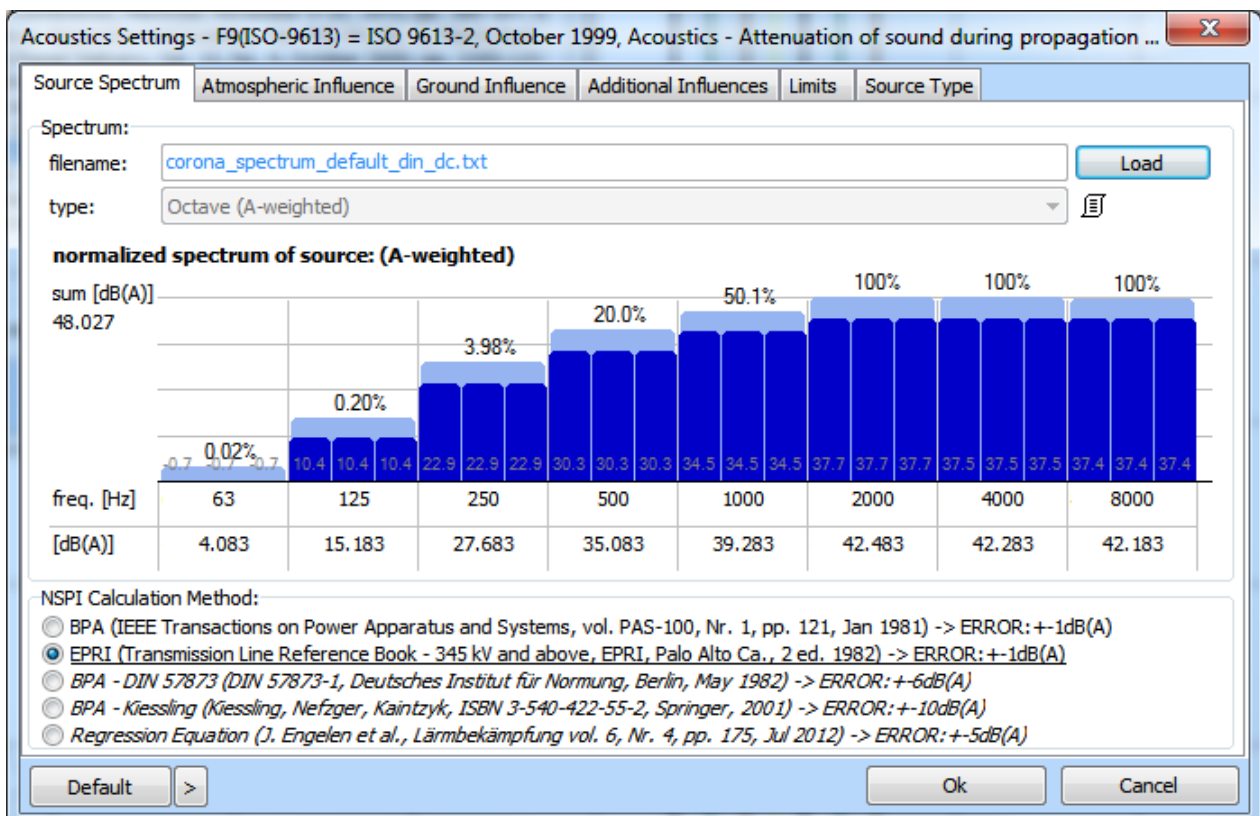 Acoustics Settings - F9(ISO-9613) = ISO 9613-2, October 1999, Acoustics - Attenuation of sound during propagation ...
Source Spectrum Atmospheric Influence Ground Influence Additional Influences Limits Source Type
Spectrum:
filename: corona_spectrum_default_din_dc.txt Load
type: Octave (A-weighted)
normalized spectrum of source: (A-weighted)
sum [dB(A)]
48.027
0.02% 0.20% 3.98% 20.0% 50.1% 100% 100% 100%
-0.7 -0.7 -0.7 10.4 10.4 10.4 22.9 22.9 22.9 30.3 30.3 30.3 34.5 34.5 34.5 37.7 37.7 37.7 37.5 37.5 37.5 37.4 37.4 37.4
freq. [Hz] 63 125 250 500 1000 2000 4000 8000
[dB(A)] 4.083 15.183 27.683 35.083 39.283 42.483 42.283 42.183
NSPI Calculation Method:
BPA (IEEE Transactions on Power Apparatus and Systems, vol. PAS-100, Nr. 1, pp. 121, Jan 1981) -> ERROR:+-1dB(A)
EPRI (Transmission Line Reference Book - 345 kV and above, EPRI, Palo Alto Ca., 2 ed. 1982) -> ERROR:+-1dB(A)
BPA - DIN 57873 (DIN 57873-1, Deutsches Institut für Normung, Berlin, May 1982) -> ERROR:+-6dB(A)
BPA - Kiessling (Kiessling, Nefzger, Kaintzyk, ISBN 3-540-422-55-2, Springer, 2001) -> ERROR:+-10dB(A)
Regression Equation (J. Engelen et al., Lärmbekämpfung vol. 6, Nr. 4, pp. 175, Jul 2012) -> ERROR:+-5dB(A)
Default > Ok Cancel